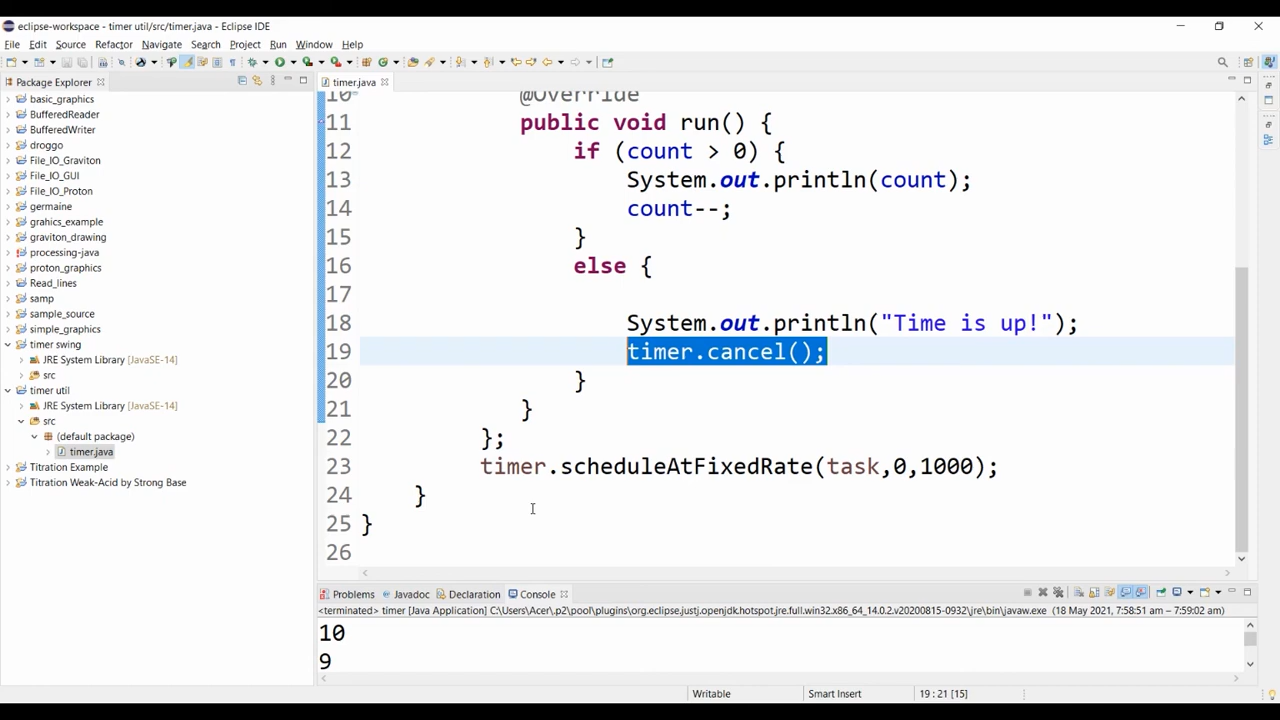 eclipse-workspace - timer util/src/timer.java - Eclipse IDE
File Edit Source Refactor Navigate Search Project Run Window Help
Package Explorer
timer.java
basic_graphics
BufferedReader
BufferedWriter
droggo
File_IO_Graviton
File_IO_GUI
File_IO_Proton
germaine
grahics_example
graviton_drawing
processing-java
proton_graphics
Read_lines
samp
sample_source
simple_graphics
timer swing
JRE System Library [JavaSE-14]
src
timer util
JRE System Library [JavaSE-14]
src
(default package)
timer.java
Titration Example
Titration Weak-Acid by Strong Base
10 @Override
11 public void run() {
12 if (count > 0) {
13 System.out.println(count);
14 count--;
15 }
16 else {
17
18 System.out.println("Time is up!");
19 timer.cancel();
20 }
21 }
22 };
23 timer.scheduleAtFixedRate(task,0,1000);
24 }
25 }
26
Problems Javadoc Declaration Console
<terminated> timer [Java Application] C:\Users\Acer\.p2\pool\plugins\org.eclipse.justj.openjdk.hotspot.jre.full.win32.x86_64_14.0.2.v20200815-0932\jre\bin\javaw.exe (18 May 2021, 7:58:51 am – 7:59:02 am)
10
9
Writable Smart Insert 19 : 21 [15]